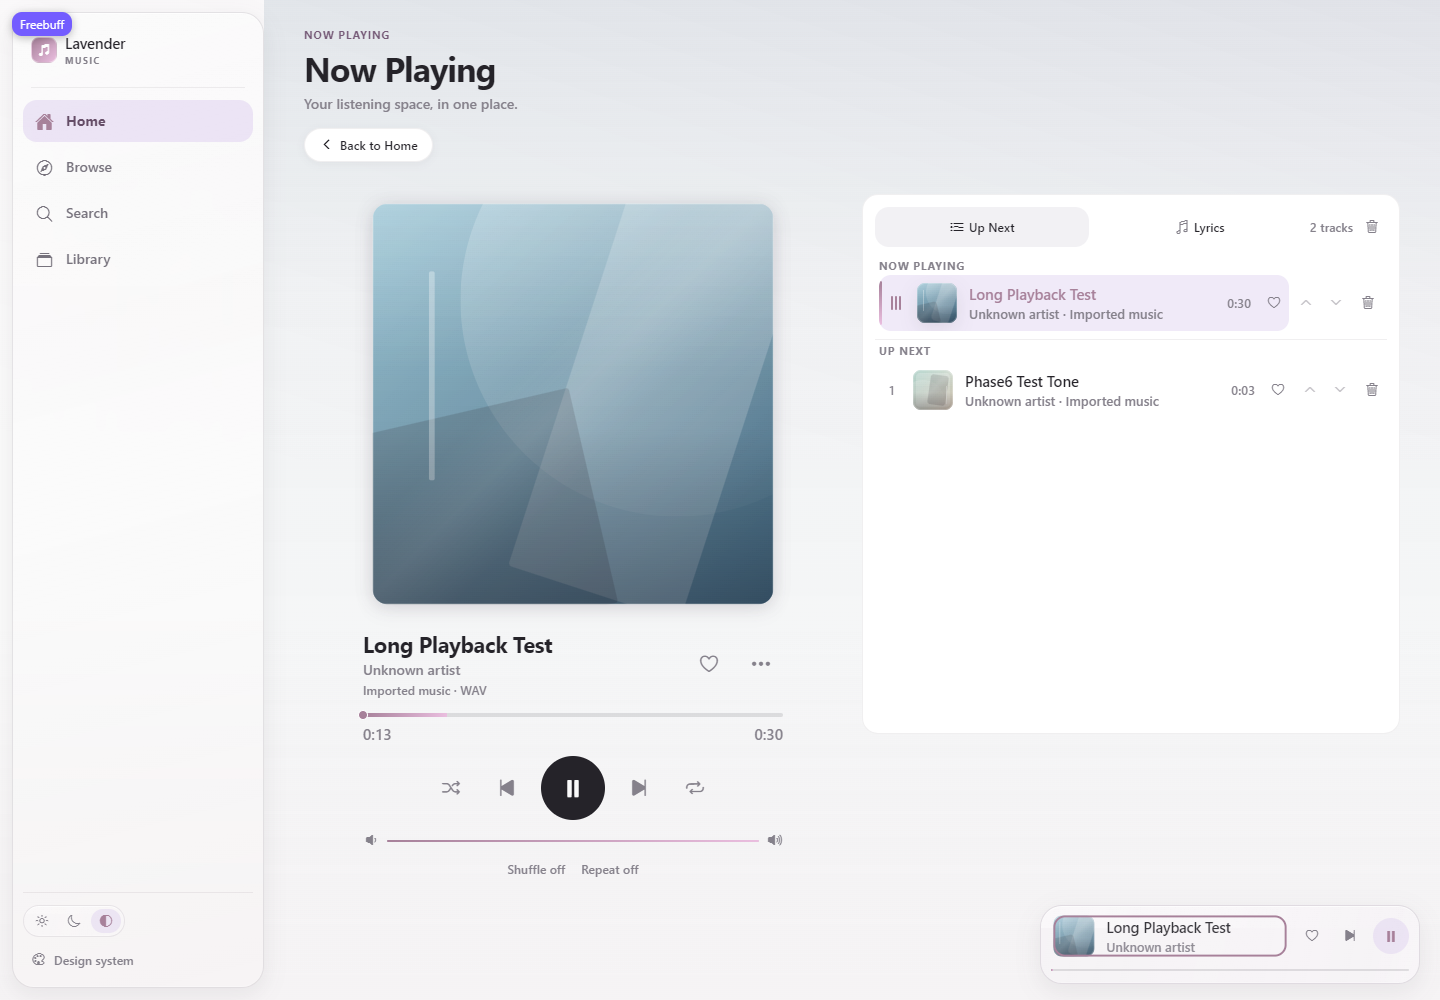 Freebuff
Lavender
MUSIC
Home
Browse
Search
Library
Design system
NOW PLAYING
Now Playing
Your listening space, in one place.
Back to Home
Long Playback Test
Unknown artist
Imported music · WAV
0:13
0:30
Shuffle off
Repeat off
Up Next
Lyrics
2 tracks
NOW PLAYING
Long Playback Test
Unknown artist · Imported music
0:30
UP NEXT
1
Phase6 Test Tone
Unknown artist · Imported music
0:03
Long Playback Test
Unknown artist